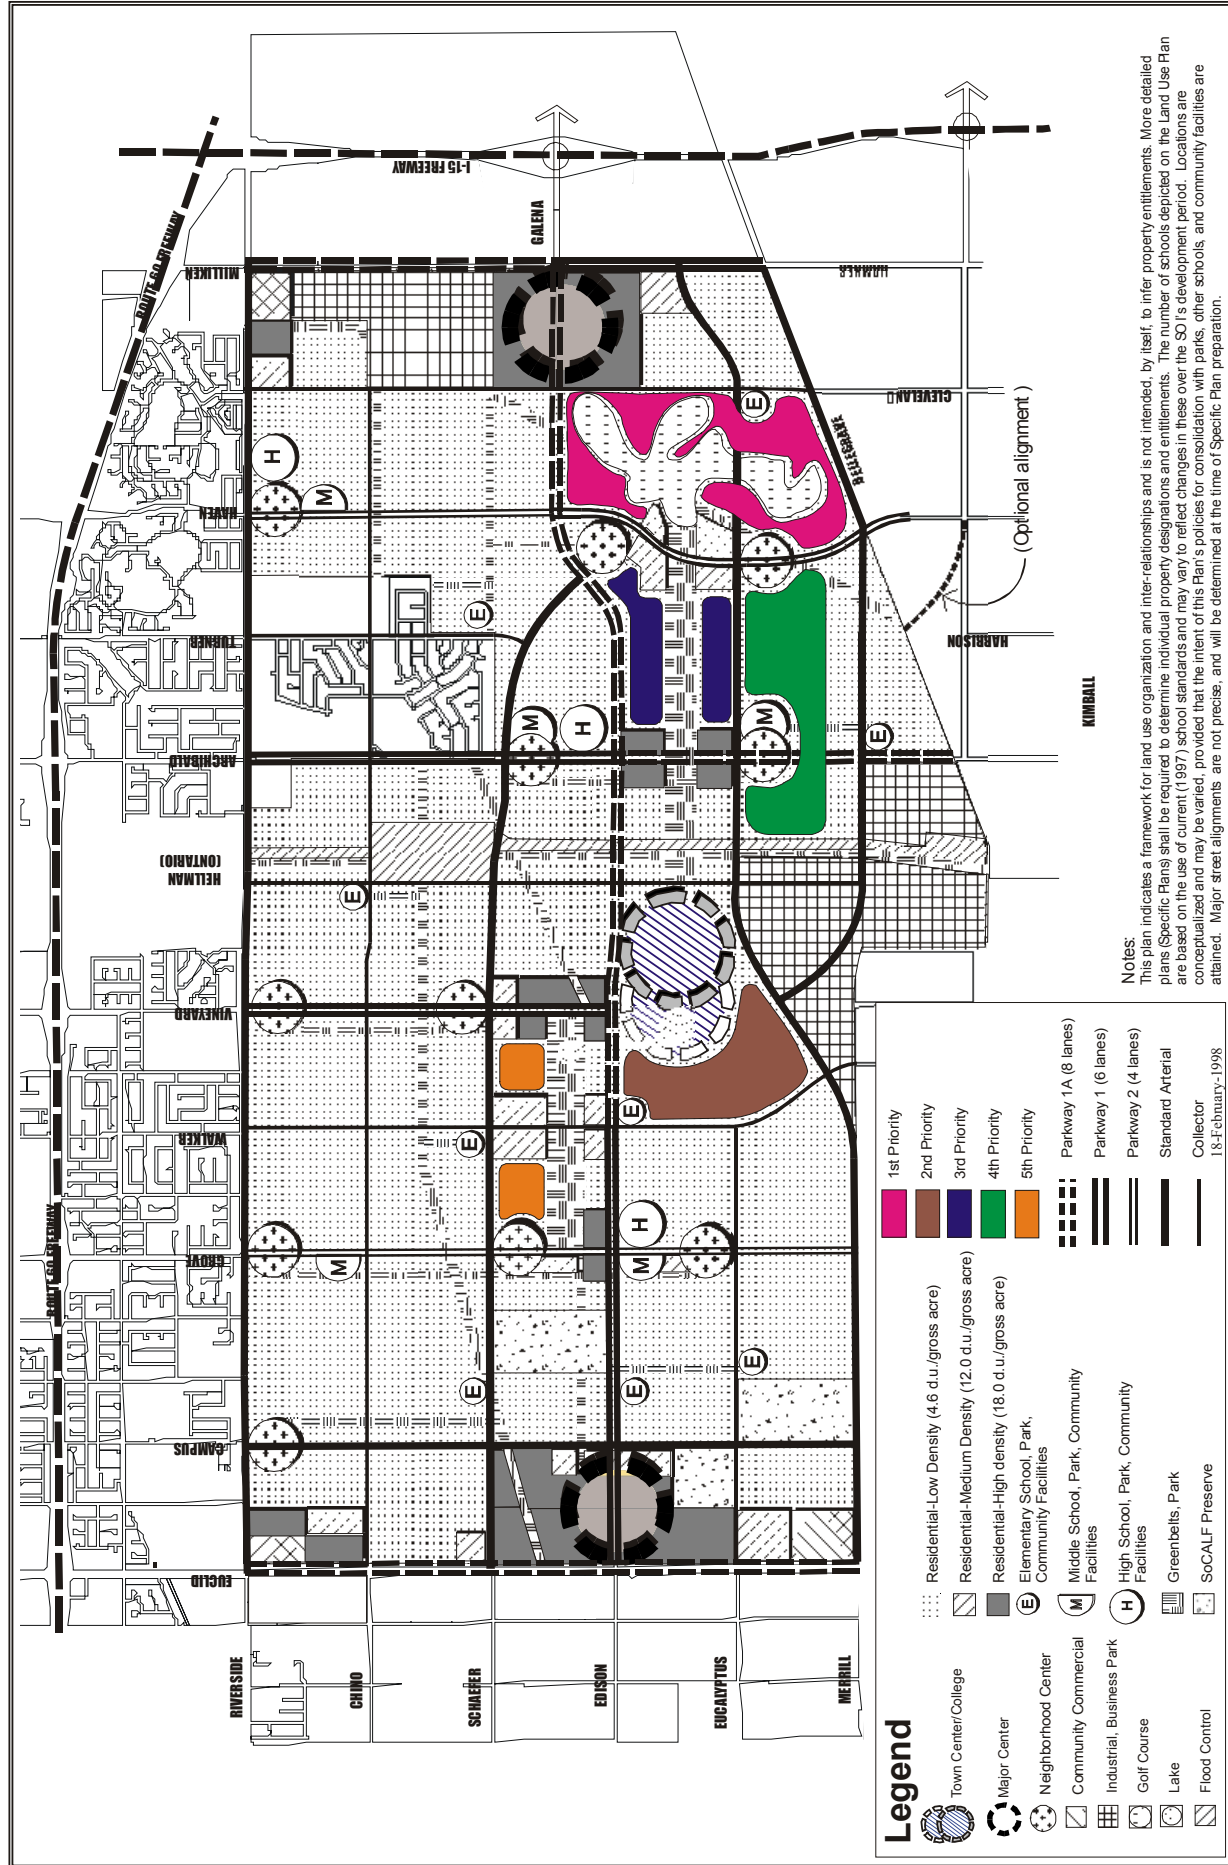 ROUTE 60 FREEWAY
ROUTE 60 FREEWAY
I-15 FREEWAY
EUCLID
CAMPUS
GROVE
WALKER
VINEYARD
HELLMAN
(ONTARIO)
ARCHIBALD
TURNER
HAVEN
MILLIKEN
RIVERSIDE
CHINO
SCHAEFER
EDISON
EUCALYPTUS
MERRILL
GALENA
HAMNER
CLEVELAN
BELLEGRAVE
HARRISON
KIMBALL
(Optional alignment)
H
M
E
M
H
M
E
E
E
E
E
M
H
M
E
E
E
E
Legend
Town Center/College
Major Center
Neighborhood Center
Community Commercial
Industrial, Business Park
Golf Course
Lake
Flood Control
Residential-Low Density (4.6 d.u./gross acre)
Residential-Medium Density (12.0 d.u./gross acre)
Residential-High density (18.0 d.u./gross acre)
E
Elementary School, Park,
Community Facilities
M
Middle School, Park, Community
Facilities
H
High School, Park, Community
Facilities
Greenbelts, Park
SoCALF Preserve
1st Priority
2nd Priority
3rd Priority
4th Priority
5th Priority
Parkway 1A (8 lanes)
Parkway 1 (6 lanes)
Parkway 2 (4 lanes)
Standard Arterial
Collector
18-February-1998
Notes:
This plan indicates a framework for land use organization and inter-relationships and is not intended, by itself, to infer property entitlements. More detailed
plans (Specific Plans) shall be required to determine individual property designations and entitlements. The number of schools depicted on the Land Use Plan
are based on the use of current (1997) school standards and may vary to reflect changes in these over the SOI's development period. Locations are
conceptualized and may be varied, provided that the intent of this Plan's policies for consolidation with parks, other schools, and community facilities are
attained. Major street alignments are not precise, and will be determined at the time of Specific Plan preparation.